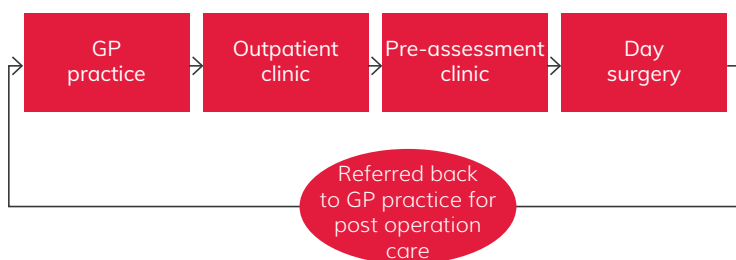 GP
practice
Outpatient
clinic
Pre-assessment
clinic
Day
surgery
Referred back
to GP practice for
post operation
care